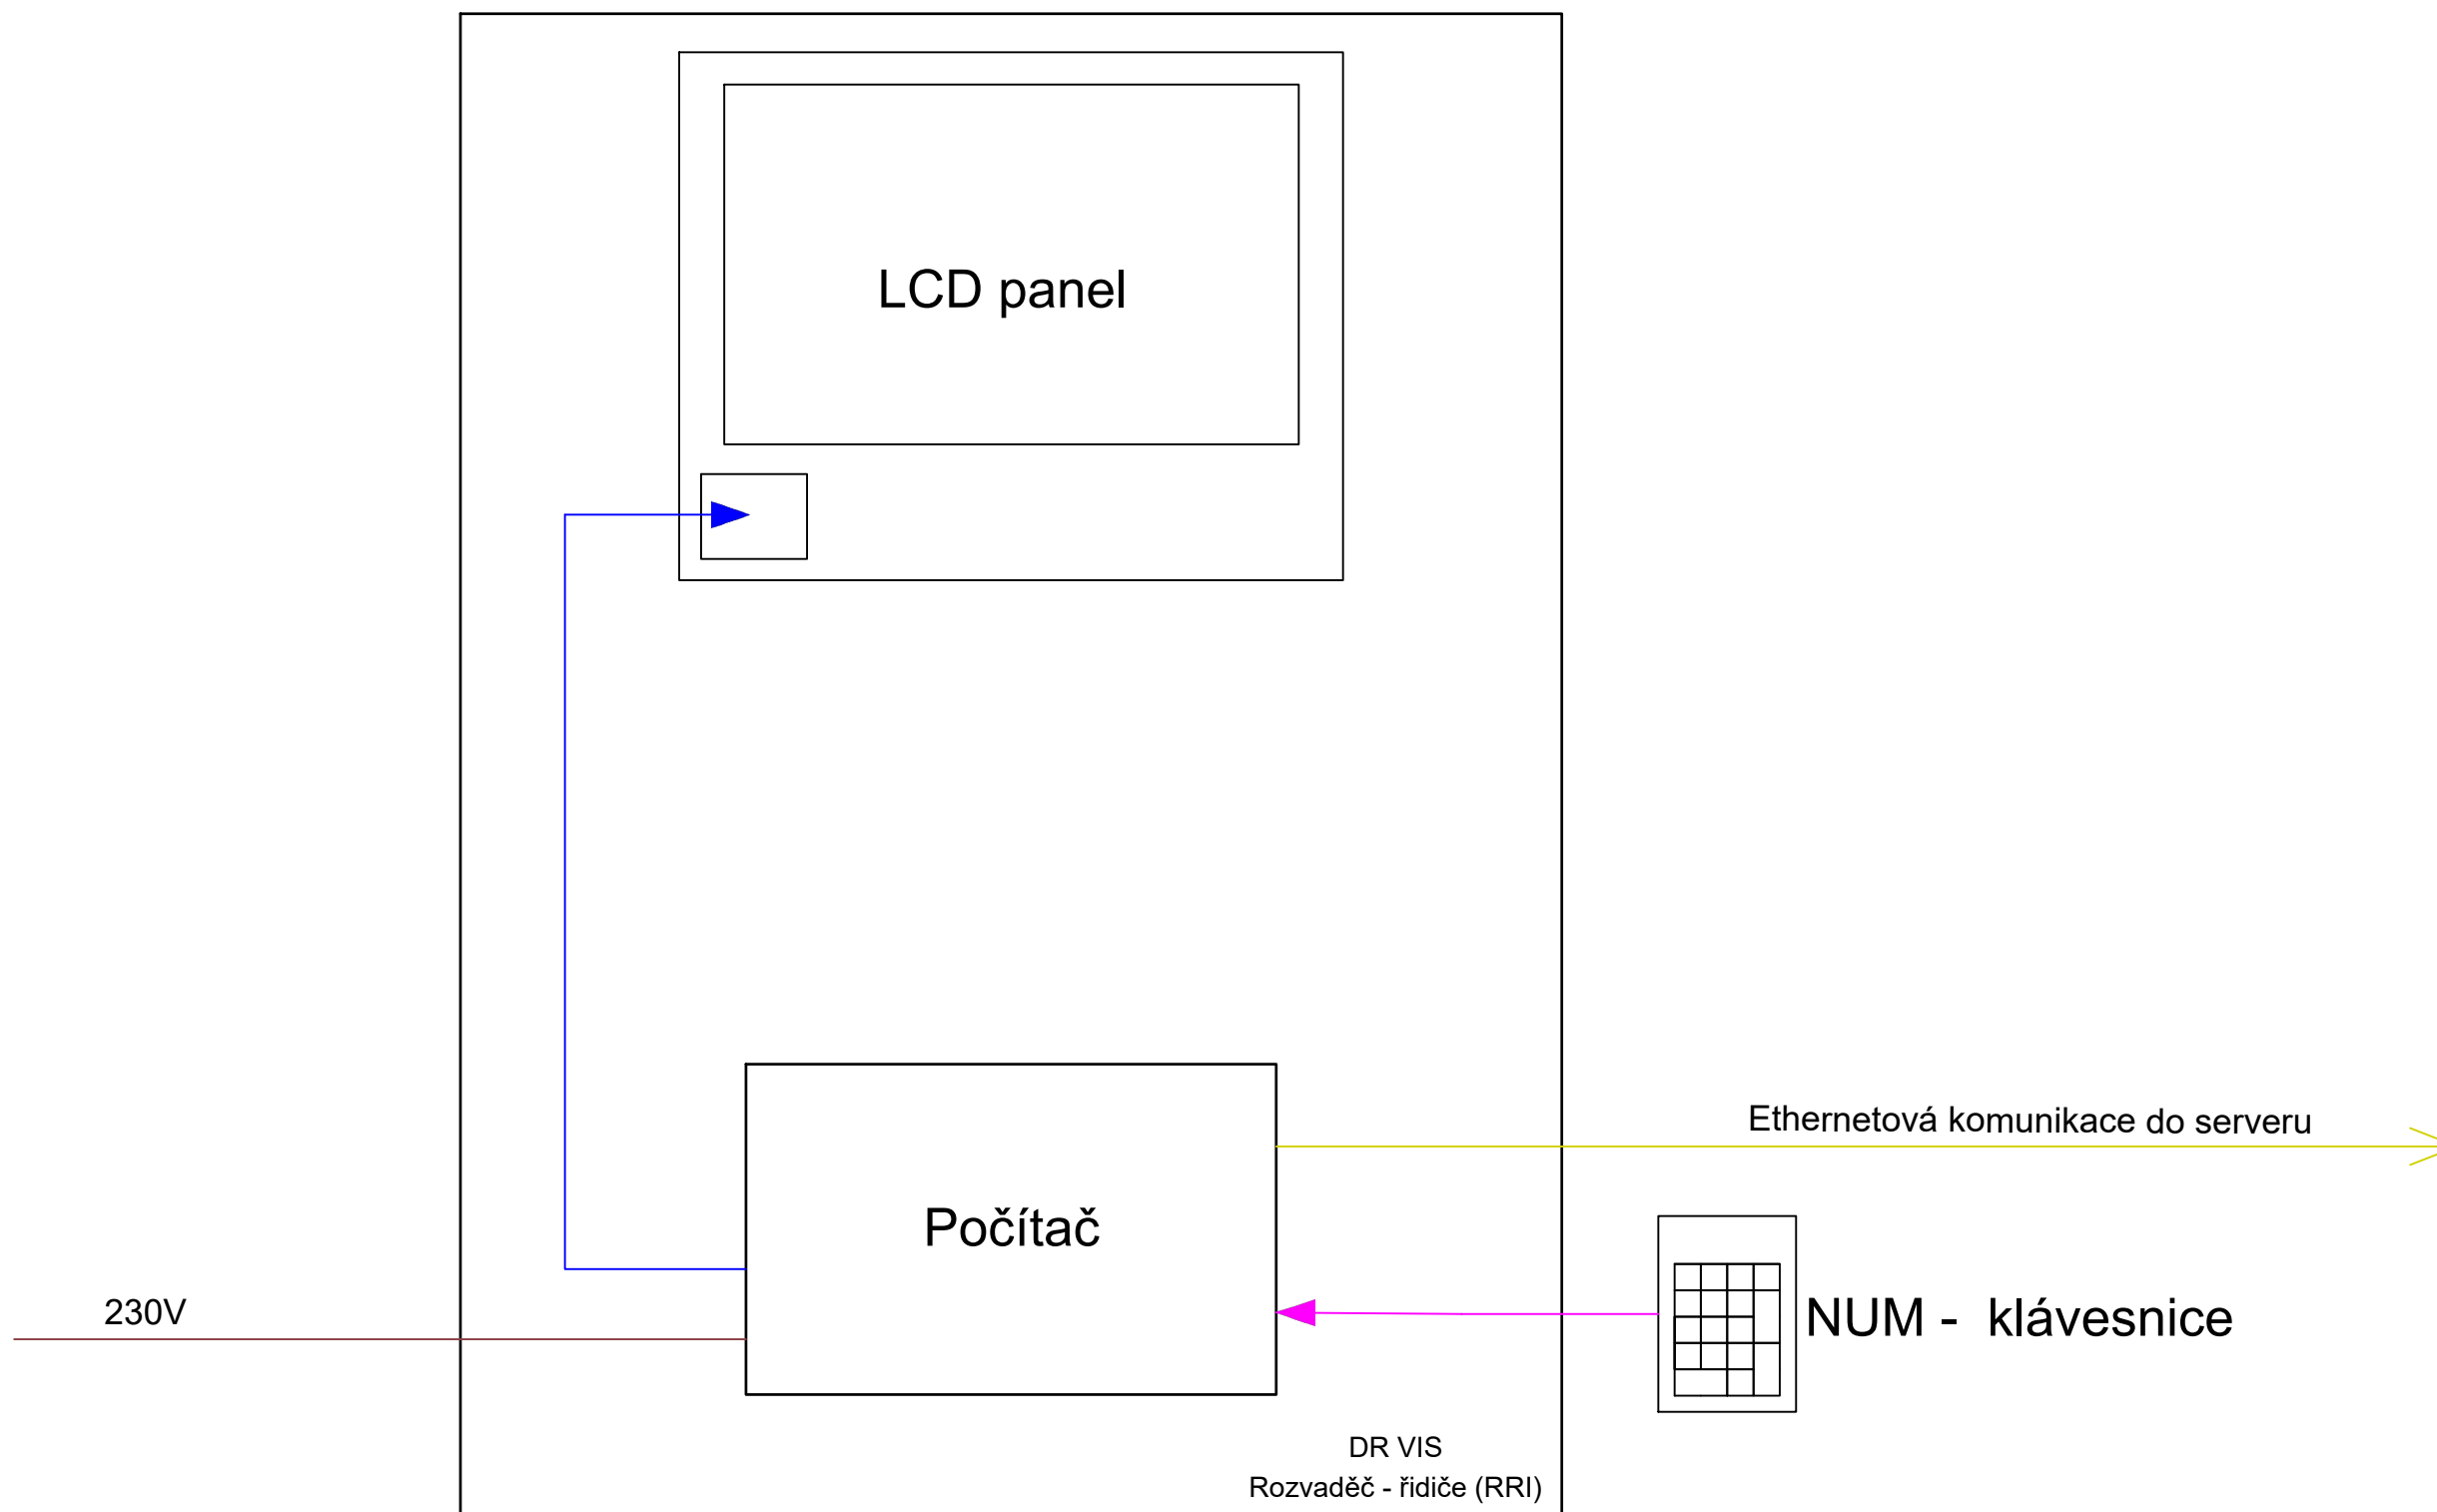 LCD panel
Ethernetová komunikace do serveru
Počítač
230V
NUM -  klávesnice
DR VIS
Rozvaděč - řidiče (RRI)